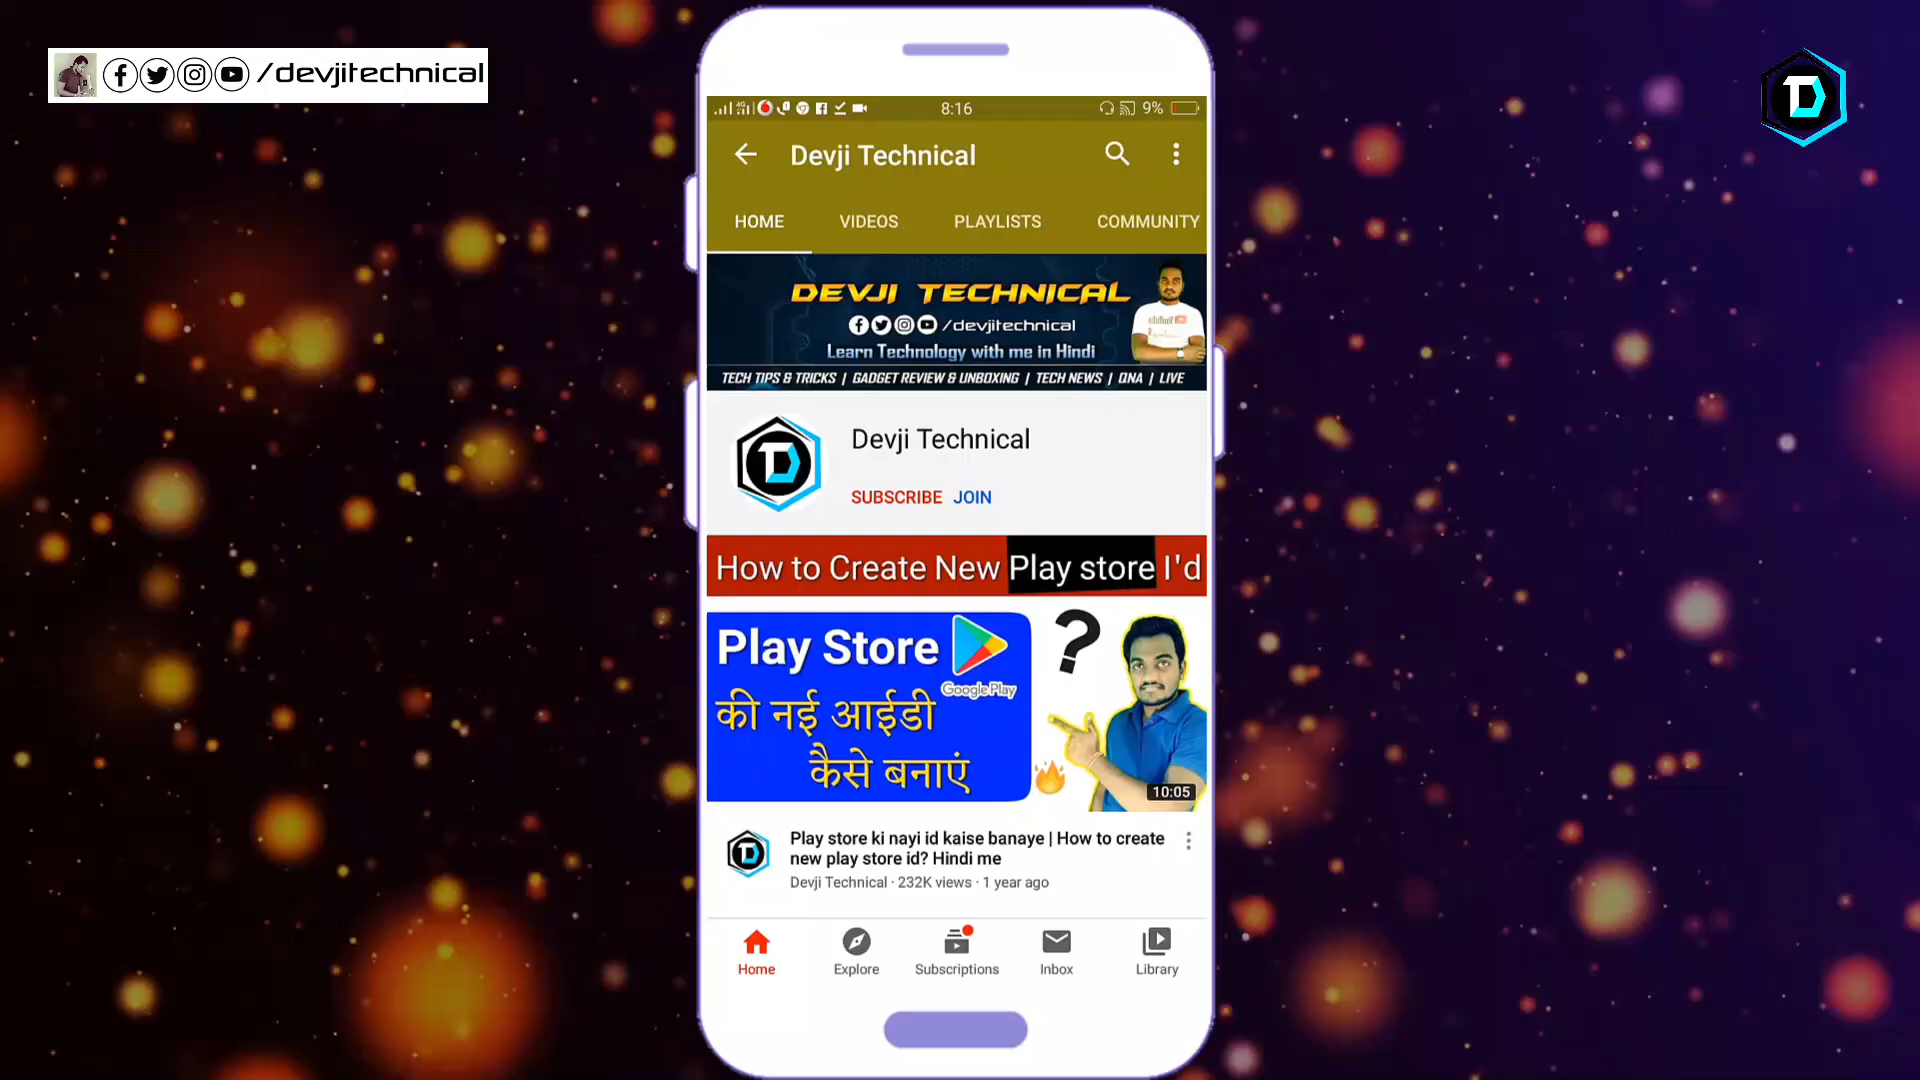 /devjitechnical
8:16
9%
Devji Technical
HOME VIDEOS PLAYLISTS COMMUNITY
DEVJI TECHNICAL
/devjitechnical
Learn Technology with me in Hindi
TECH TIPS & TRICKS | GADGET REVIEW & UNBOXING | TECH NEWS | QNA | LIVE
Devji Technical
SUBSCRIBE JOIN
How to Create New Play store I'd
Play Store
Google Play
?
की नई आईडी
कैसे बनाएं
10:05
Play store ki nayi id kaise banaye | How to create
new play store id? Hindi me
Devji Technical · 232K views · 1 year ago
Home Explore Subscriptions Inbox Library